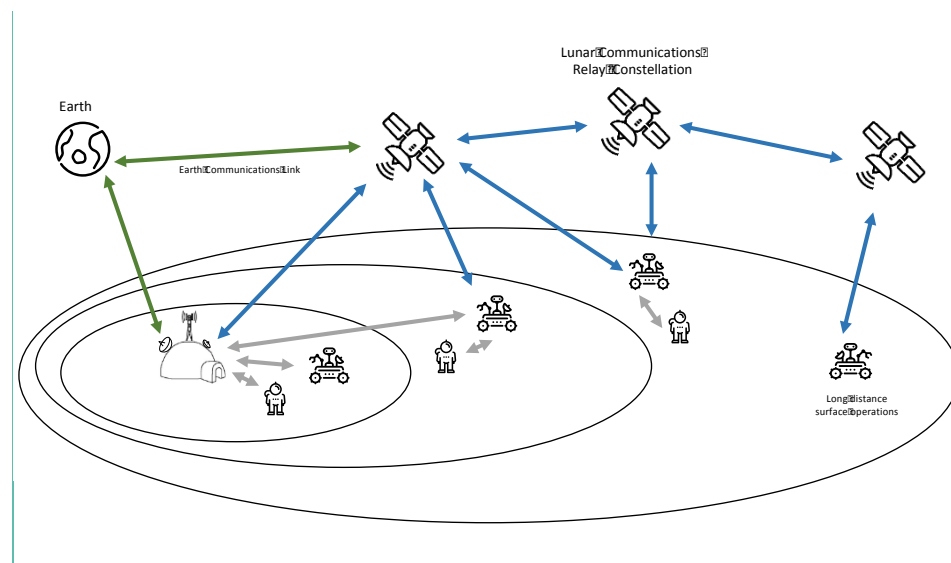 Lunar Communications
Relay Constellation
Earth
Earth Communications Link
Long distance
surface operations